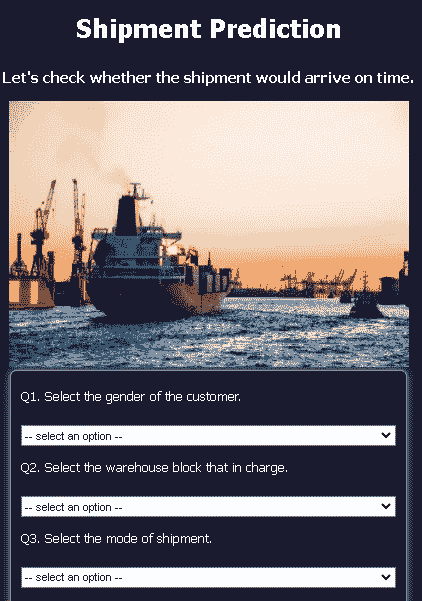 Shipment Prediction
Let's check whether the shipment would arrive on time.
Q1. Select the gender of the customer.
-- select an option --
Q2. Select the warehouse block that in charge.
-- select an option --
Q3. Select the mode of shipment.
-- select an option --